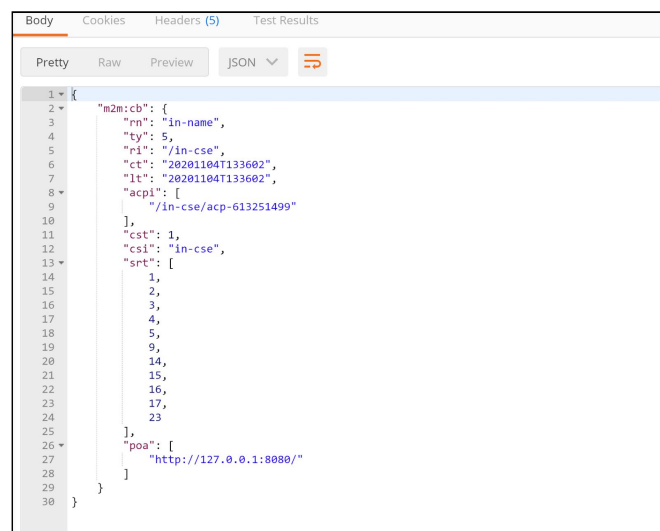 Body Cookies Headers (5) Test Results
Pretty Raw Preview JSON
1 {
2 "m2m:cb": {
3 "rn": "in-name",
4 "ty": 5,
5 "ri": "/in-cse",
6 "ct": "20201104T133602",
7 "lt": "20201104T133602",
8 "acpi": [
9 "/in-cse/acp-613251499"
10 ],
11 "cst": 1,
12 "csi": "in-cse",
13 "srt": [
14 1,
15 2,
16 3,
17 4,
18 5,
19 9,
20 14,
21 15,
22 16,
23 17,
24 23
25 ],
26 "poa": [
27 "http://127.0.0.1:8080/"
28 ]
29 }
30 }